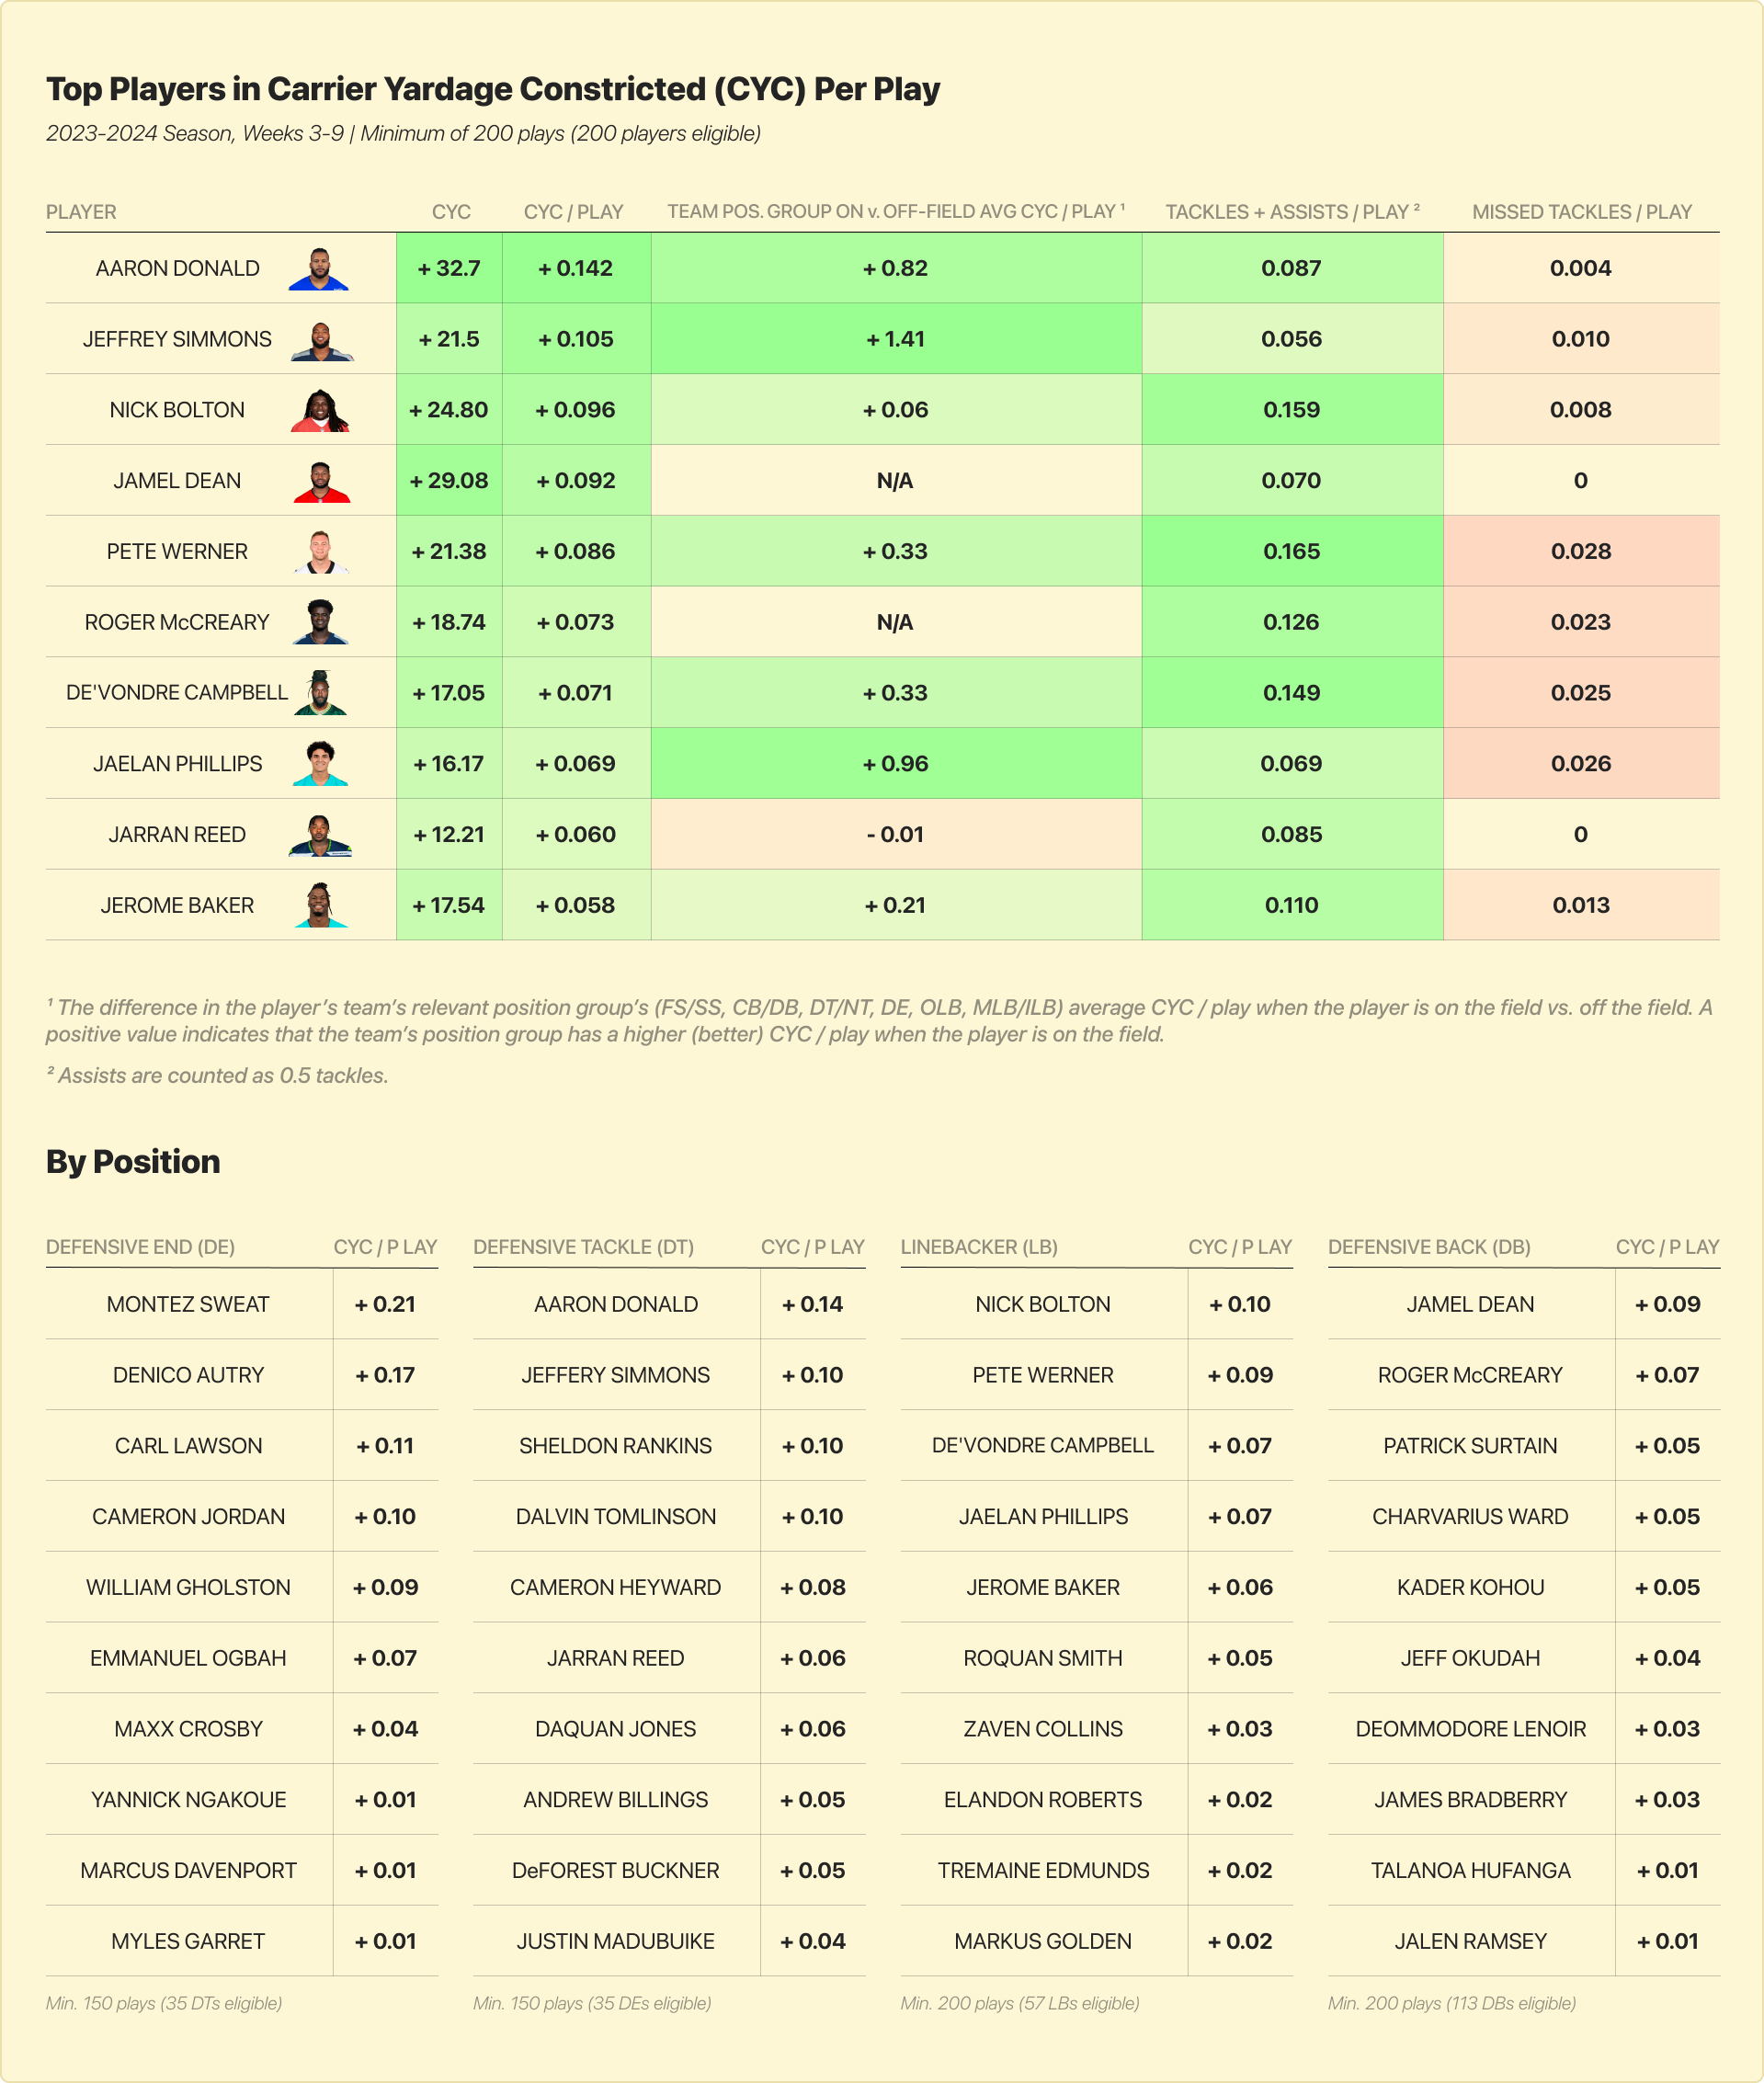 Top Players in Carrier Yardage Constricted (CYC) Per Play
2023-2024 Season, Weeks 3-9 | Minimum of 200 plays (200 players eligible)
PLAYER CYC CYC / PLAY TEAM POS. GROUP ON v. OFF-FIELD AVG CYC / PLAY ¹ TACKLES + ASSISTS / PLAY ² MISSED TACKLES / PLAY
AARON DONALD + 32.7 + 0.142 + 0.82 0.087 0.004
JEFFREY SIMMONS + 21.5 + 0.105 + 1.41 0.056 0.010
NICK BOLTON + 24.80 + 0.096 + 0.06 0.159 0.008
JAMEL DEAN + 29.08 + 0.092 N/A 0.070 0
PETE WERNER + 21.38 + 0.086 + 0.33 0.165 0.028
ROGER McCREARY + 18.74 + 0.073 N/A 0.126 0.023
DE'VONDRE CAMPBELL + 17.05 + 0.071 + 0.33 0.149 0.025
JAELAN PHILLIPS + 16.17 + 0.069 + 0.96 0.069 0.026
JARRAN REED + 12.21 + 0.060 - 0.01 0.085 0
JEROME BAKER + 17.54 + 0.058 + 0.21 0.110 0.013
¹ The difference in the player's team's relevant position group's (FS/SS, CB/DB, DT/NT, DE, OLB, MLB/ILB) average CYC / play when the player is on the field vs. off the field. A
positive value indicates that the team's position group has a higher (better) CYC / play when the player is on the field.
² Assists are counted as 0.5 tackles.
By Position
DEFENSIVE END (DE) CYC / P LAY DEFENSIVE TACKLE (DT) CYC / P LAY LINEBACKER (LB) CYC / P LAY DEFENSIVE BACK (DB) CYC / P LAY
MONTEZ SWEAT + 0.21 AARON DONALD + 0.14 NICK BOLTON + 0.10 JAMEL DEAN + 0.09
DENICO AUTRY + 0.17 JEFFERY SIMMONS + 0.10 PETE WERNER + 0.09 ROGER McCREARY + 0.07
CARL LAWSON + 0.11 SHELDON RANKINS + 0.10 DE'VONDRE CAMPBELL + 0.07 PATRICK SURTAIN + 0.05
CAMERON JORDAN + 0.10 DALVIN TOMLINSON + 0.10 JAELAN PHILLIPS + 0.07 CHARVARIUS WARD + 0.05
WILLIAM GHOLSTON + 0.09 CAMERON HEYWARD + 0.08 JEROME BAKER + 0.06 KADER KOHOU + 0.05
EMMANUEL OGBAH + 0.07 JARRAN REED + 0.06 ROQUAN SMITH + 0.05 JEFF OKUDAH + 0.04
MAXX CROSBY + 0.04 DAQUAN JONES + 0.06 ZAVEN COLLINS + 0.03 DEOMMODORE LENOIR + 0.03
YANNICK NGAKOUE + 0.01 ANDREW BILLINGS + 0.05 ELANDON ROBERTS + 0.02 JAMES BRADBERRY + 0.03
MARCUS DAVENPORT + 0.01 DeFOREST BUCKNER + 0.05 TREMAINE EDMUNDS + 0.02 TALANOA HUFANGA + 0.01
MYLES GARRET + 0.01 JUSTIN MADUBUIKE + 0.04 MARKUS GOLDEN + 0.02 JALEN RAMSEY + 0.01
Min. 150 plays (35 DTs eligible) Min. 150 plays (35 DEs eligible) Min. 200 plays (57 LBs eligible) Min. 200 plays (113 DBs eligible)